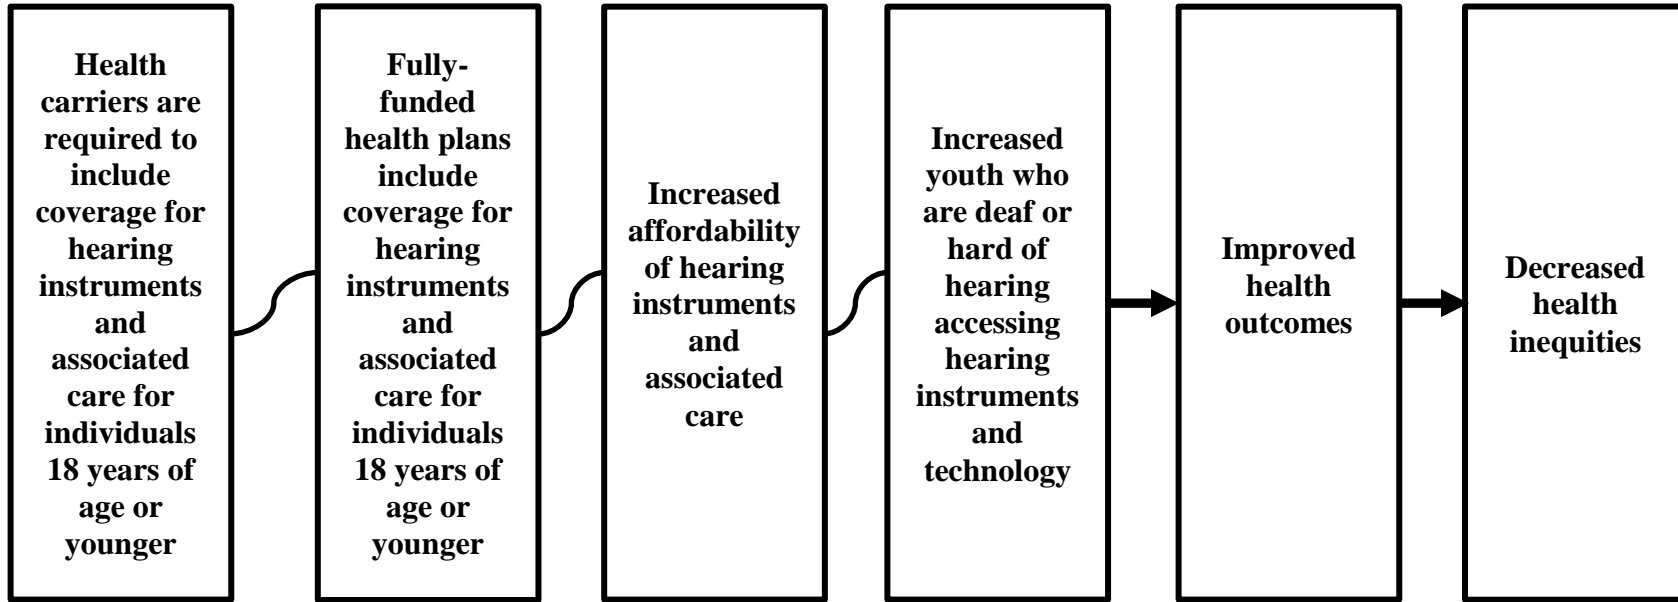 Health
carriers are
required to
include
coverage for
hearing
instruments
and
associated
care for
individuals
18 years of
age or
younger
Fully-
funded
health plans
include
coverage for
hearing
instruments
and
associated
care for
individuals
18 years of
age or
younger
Increased
affordability
of hearing
instruments
and
associated
care
Increased
youth who
are deaf or
hard of
hearing
accessing
hearing
instruments
and
technology
Improved
health
outcomes
Decreased
health
inequities